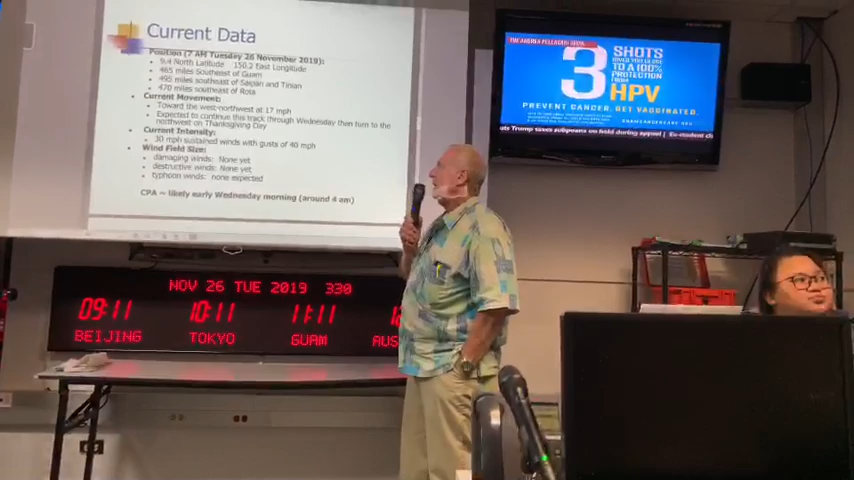 Current Data
Position (7 AM Tuesday 26 November 2019):
9.4 North Latitude 150.2 East Longitude
465 miles Southeast of Guam
495 miles southeast of Saipan and Tinian
470 miles southeast of Rota
Current Movement:
Toward the west-northwest at 17 mph
Expected to continue this track through Wednesday then turn to the northwest on Thanksgiving Day
Current Intensity:
30 mph sustained winds with gusts of 40 mph
Wind Field Size:
damaging winds: None yet
destructive winds: None yet
typhoon winds: none expected
CPA ~ likely early Wednesday morning (around 4 am)
3 SHOTS
TO A 100%
PROTECTION
FROM
HPV
PREVENT CANCER. GET VACCINATED.
NOV 26 TUE 2019 330
09:11 10:11 11:11
BEIJING TOKYO GUAM